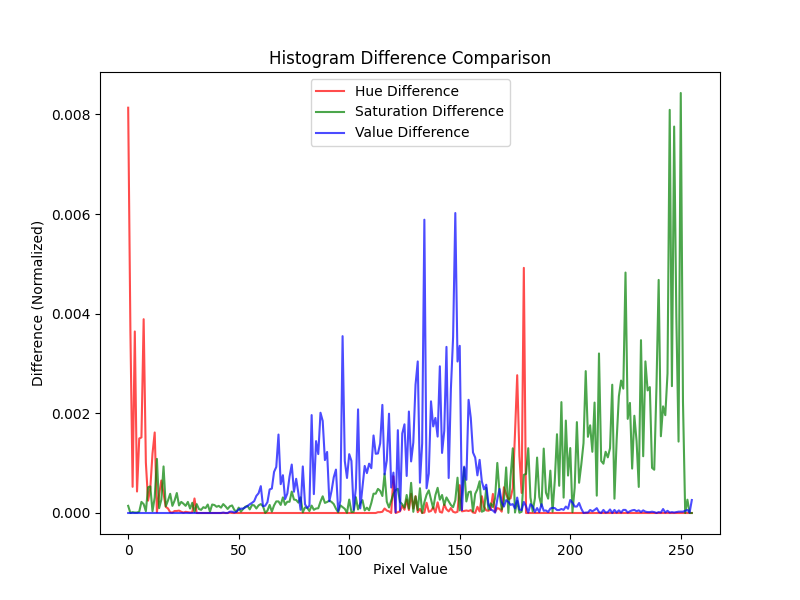 Histogram Difference Comparison
Hue Difference
Saturation Difference
Value Difference
Difference (Normalized)
0.008
0.006
0.004
0.002
0.000
0 50 100 150 200 250
Pixel Value